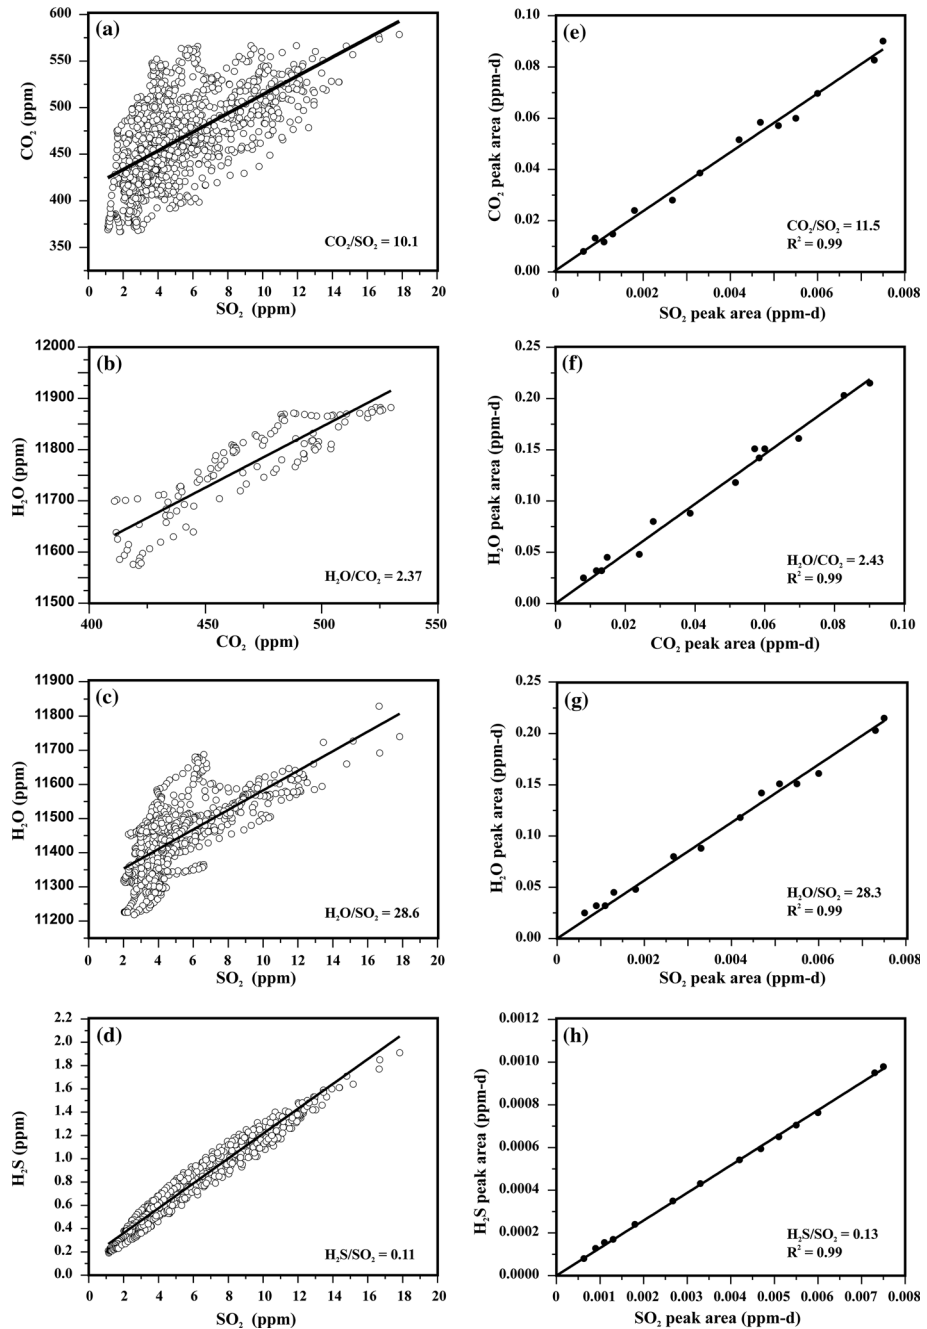 (a)
600
550
500
450
400
350
CO₂ (ppm)
CO₂/SO₂ = 10.1
0 2 4 6 8 10 12 14 16 18 20
SO₂ (ppm)
(e)
0.10
0.08
0.06
0.04
0.02
0.00
CO₂ peak area (ppm-d)
CO₂/SO₂ = 11.5
R² = 0.99
0 0.002 0.004 0.006 0.008
SO₂ peak area (ppm-d)
(b)
12000
11900
11800
11700
11600
11500
H₂O (ppm)
H₂O/CO₂ = 2.37
400 450 500 550
CO₂ (ppm)
(f)
0.25
0.20
0.15
0.10
0.05
0.00
H₂O peak area (ppm-d)
H₂O/CO₂ = 2.43
R² = 0.99
0 0.02 0.04 0.06 0.08 0.10
CO₂ peak area (ppm-d)
(c)
11900
11800
11700
11600
11500
11400
11300
11200
H₂O (ppm)
H₂O/SO₂ = 28.6
0 2 4 6 8 10 12 14 16 18 20
SO₂ (ppm)
(g)
0.25
0.20
0.15
0.10
0.05
0.00
H₂O peak area (ppm-d)
H₂O/SO₂ = 28.3
R² = 0.99
0 0.002 0.004 0.006 0.008
SO₂ peak area (ppm-d)
(d)
2.2
2.0
1.8
1.6
1.4
1.2
1.0
0.8
0.6
0.4
0.2
0.0
H₂S (ppm)
H₂S/SO₂ = 0.11
0 2 4 6 8 10 12 14 16 18 20
SO₂ (ppm)
(h)
0.0012
0.0010
0.0008
0.0006
0.0004
0.0002
0.0000
H₂S peak area (ppm-d)
H₂S/SO₂ = 0.13
R² = 0.99
0 0.001 0.002 0.003 0.004 0.005 0.006 0.007 0.008
SO₂ peak area (ppm-d)